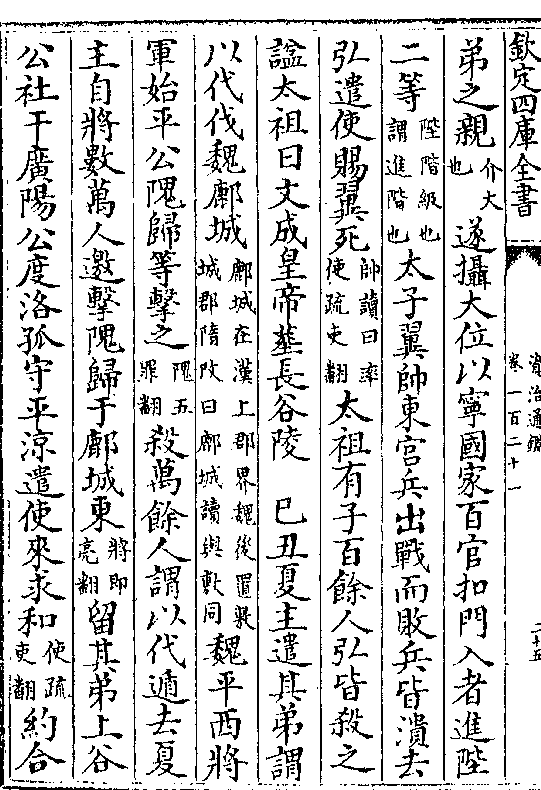 欽定四庫全書
資治通鑑
卷一百二十一
二十五
弟之親介大也遂攝大位以寧國家百官扣門入者進陛
二等陛階級也謂進階也太子翼帥東宮兵出戰而敗兵皆潰去
弘遣使賜翼死帥讀曰率使疏吏翻太祖有子百餘人弘皆殺之
諡太祖曰文成皇帝葬長谷陵　己丑夏主遣其弟謂
以代伐魏鄜城鄜城在漢上郡界魏後置敷城郡隋改曰鄜城讀與敷同魏平西將
軍始平公隗歸等擊之隗五罪翻殺萬餘人謂以代遁去夏
主自將數萬人邀擊隗歸于鄜城東將即亮翻留其弟上谷
公社干廣陽公度洛孤守平涼遣使來求和使疏吏翻約合